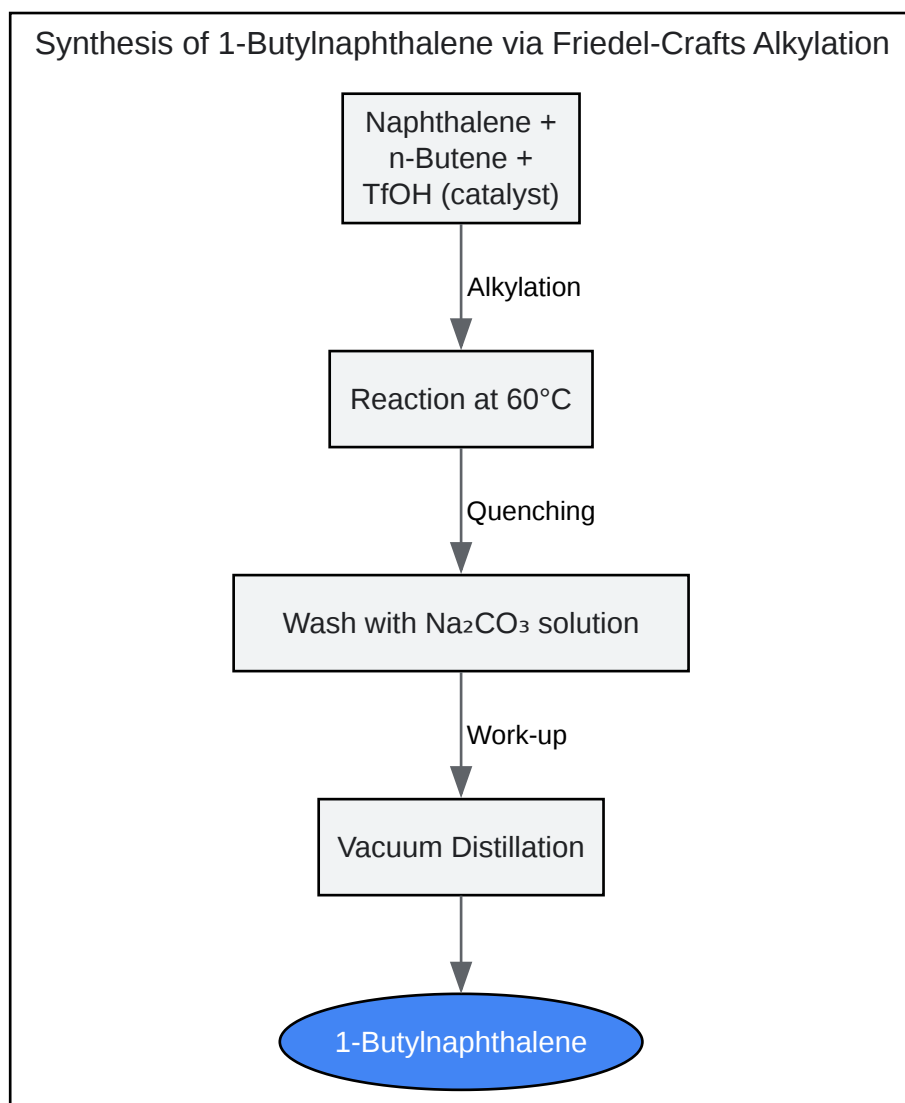 Synthesis of 1-Butylnaphthalene via Friedel-Crafts Alkylation
Naphthalene +
n-Butene +
TfOH (catalyst)
Alkylation
Reaction at 60°C
Quenching
Wash with Na₂CO₃ solution
Work-up
Vacuum Distillation
1-Butylnaphthalene